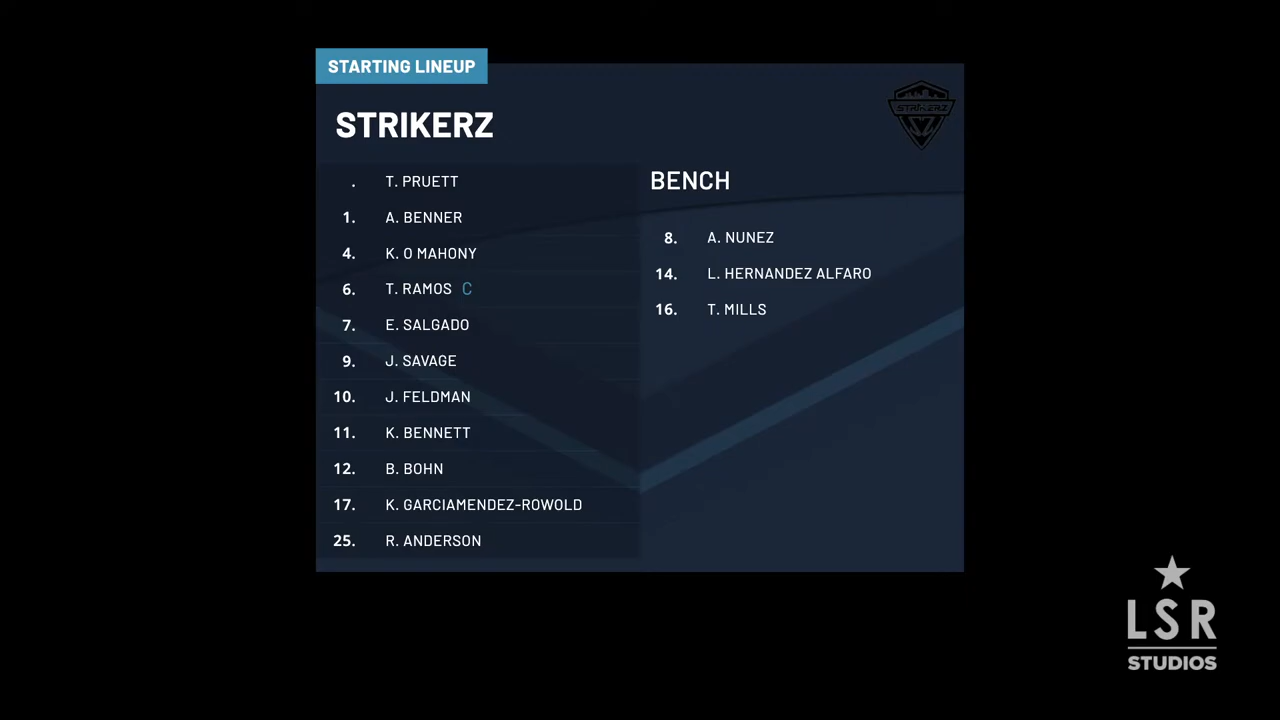 STARTING LINEUP
STRIKERZ
STRIKERZ
. T. PRUETT
1. A. BENNER
4. K. O MAHONY
6. T. RAMOS C
7. E. SALGADO
9. J. SAVAGE
10. J. FELDMAN
11. K. BENNETT
12. B. BOHN
17. K. GARCIAMENDEZ-ROWOLD
25. R. ANDERSON
BENCH
8. A. NUNEZ
14. L. HERNANDEZ ALFARO
16. T. MILLS
LSR
STUDIOS